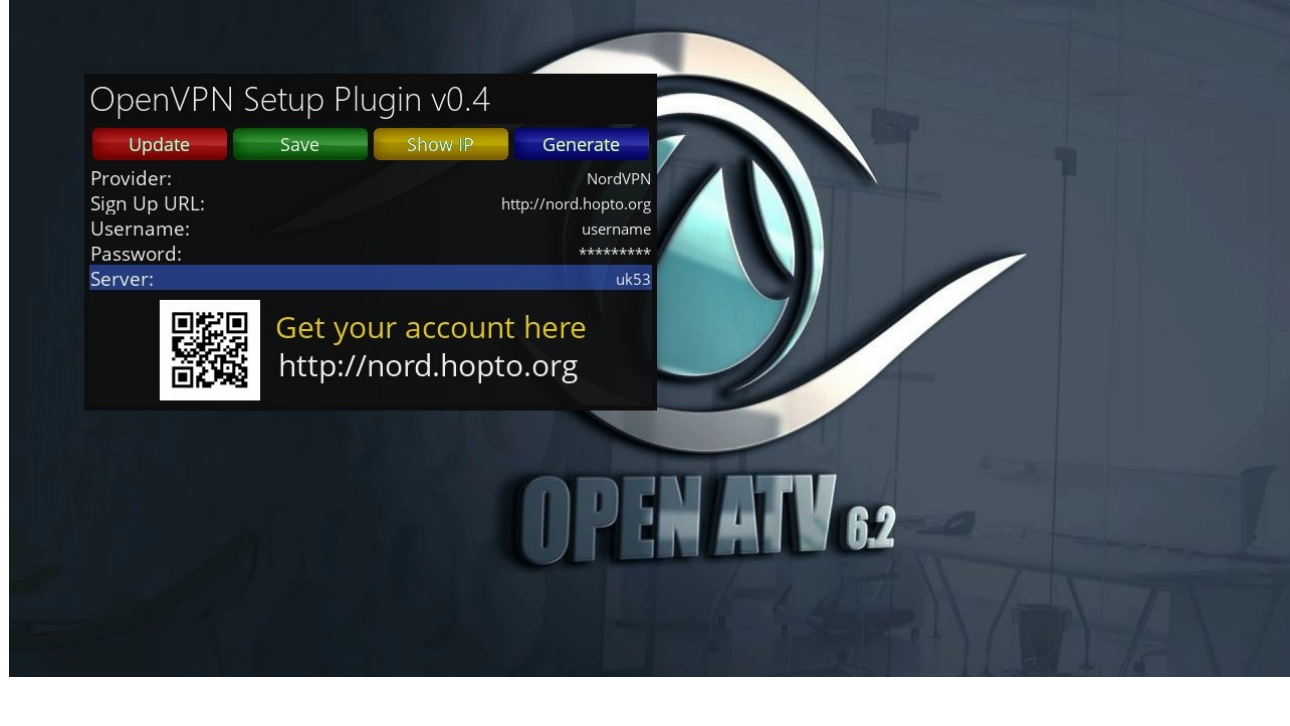 OpenVPN Setup Plugin v0.4
Update Save Show IP Generate
Provider: NordVPN
Sign Up URL: http://nord.hopto.org
Username: username
Password: *********
Server: uk53
Get your account here
http://nord.hopto.org
OPEN ATV 6.2